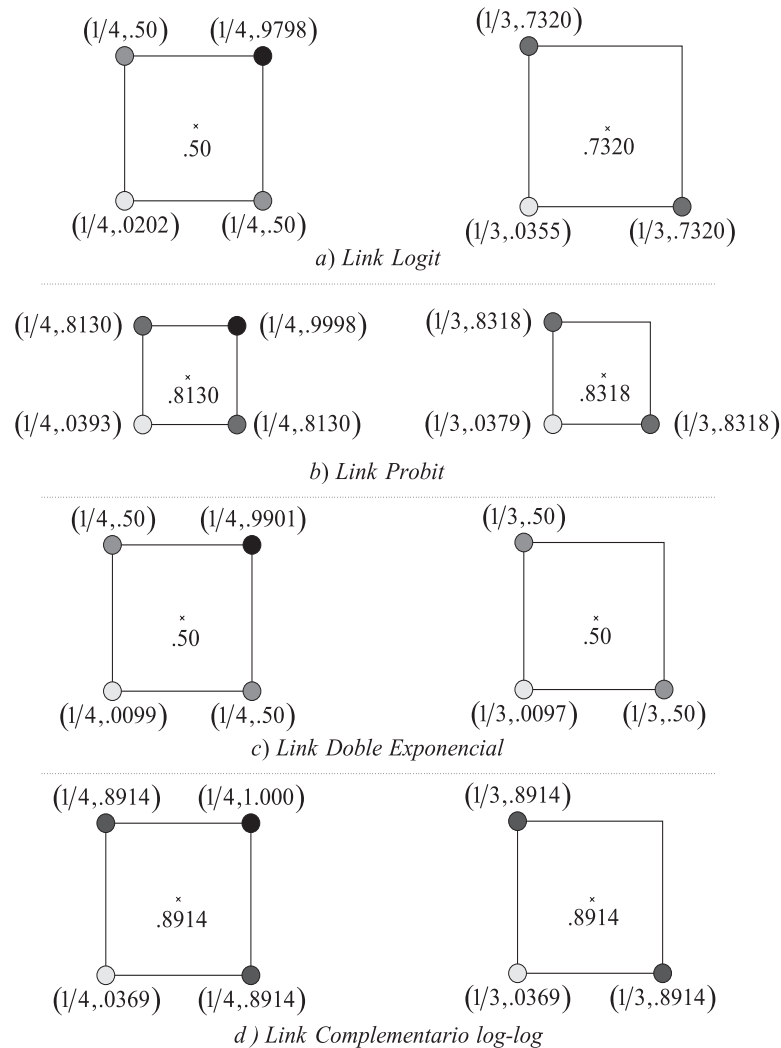 (1/4,.50) (1/4,.9798) (1/3,.7320)
.50 .7320
(1/4,.0202) (1/4,.50) (1/3,.0355) (1/3,.7320)
a) Link Logit
(1/4,.8130) (1/4,.9998) (1/3,.8318)
.8130 .8318
(1/4,.0393) (1/4,.8130) (1/3,.0379) (1/3,.8318)
b) Link Probit
(1/4,.50) (1/4,.9901) (1/3,.50)
.50 .50
(1/4,.0099) (1/4,.50) (1/3,.0097) (1/3,.50)
c) Link Doble Exponencial
(1/4,.8914) (1/4,1.000) (1/3,.8914)
.8914 .8914
(1/4,.0369) (1/4,.8914) (1/3,.0369) (1/3,.8914)
d ) Link Complementario log-log